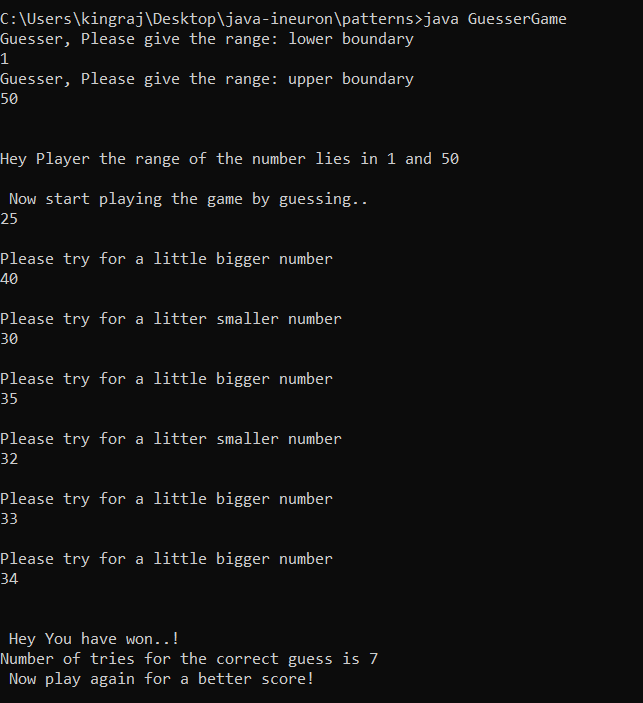 C:\Users\kingraj\Desktop\java-ineuron\patterns>java GuesserGame
Guesser, Please give the range: lower boundary
1
Guesser, Please give the range: upper boundary
50
Hey Player the range of the number lies in 1 and 50
Now start playing the game by guessing..
25
Please try for a little bigger number
40
Please try for a litter smaller number
30
Please try for a little bigger number
35
Please try for a litter smaller number
32
Please try for a little bigger number
33
Please try for a little bigger number
34
Hey You have won..!
Number of tries for the correct guess is 7
Now play again for a better score!